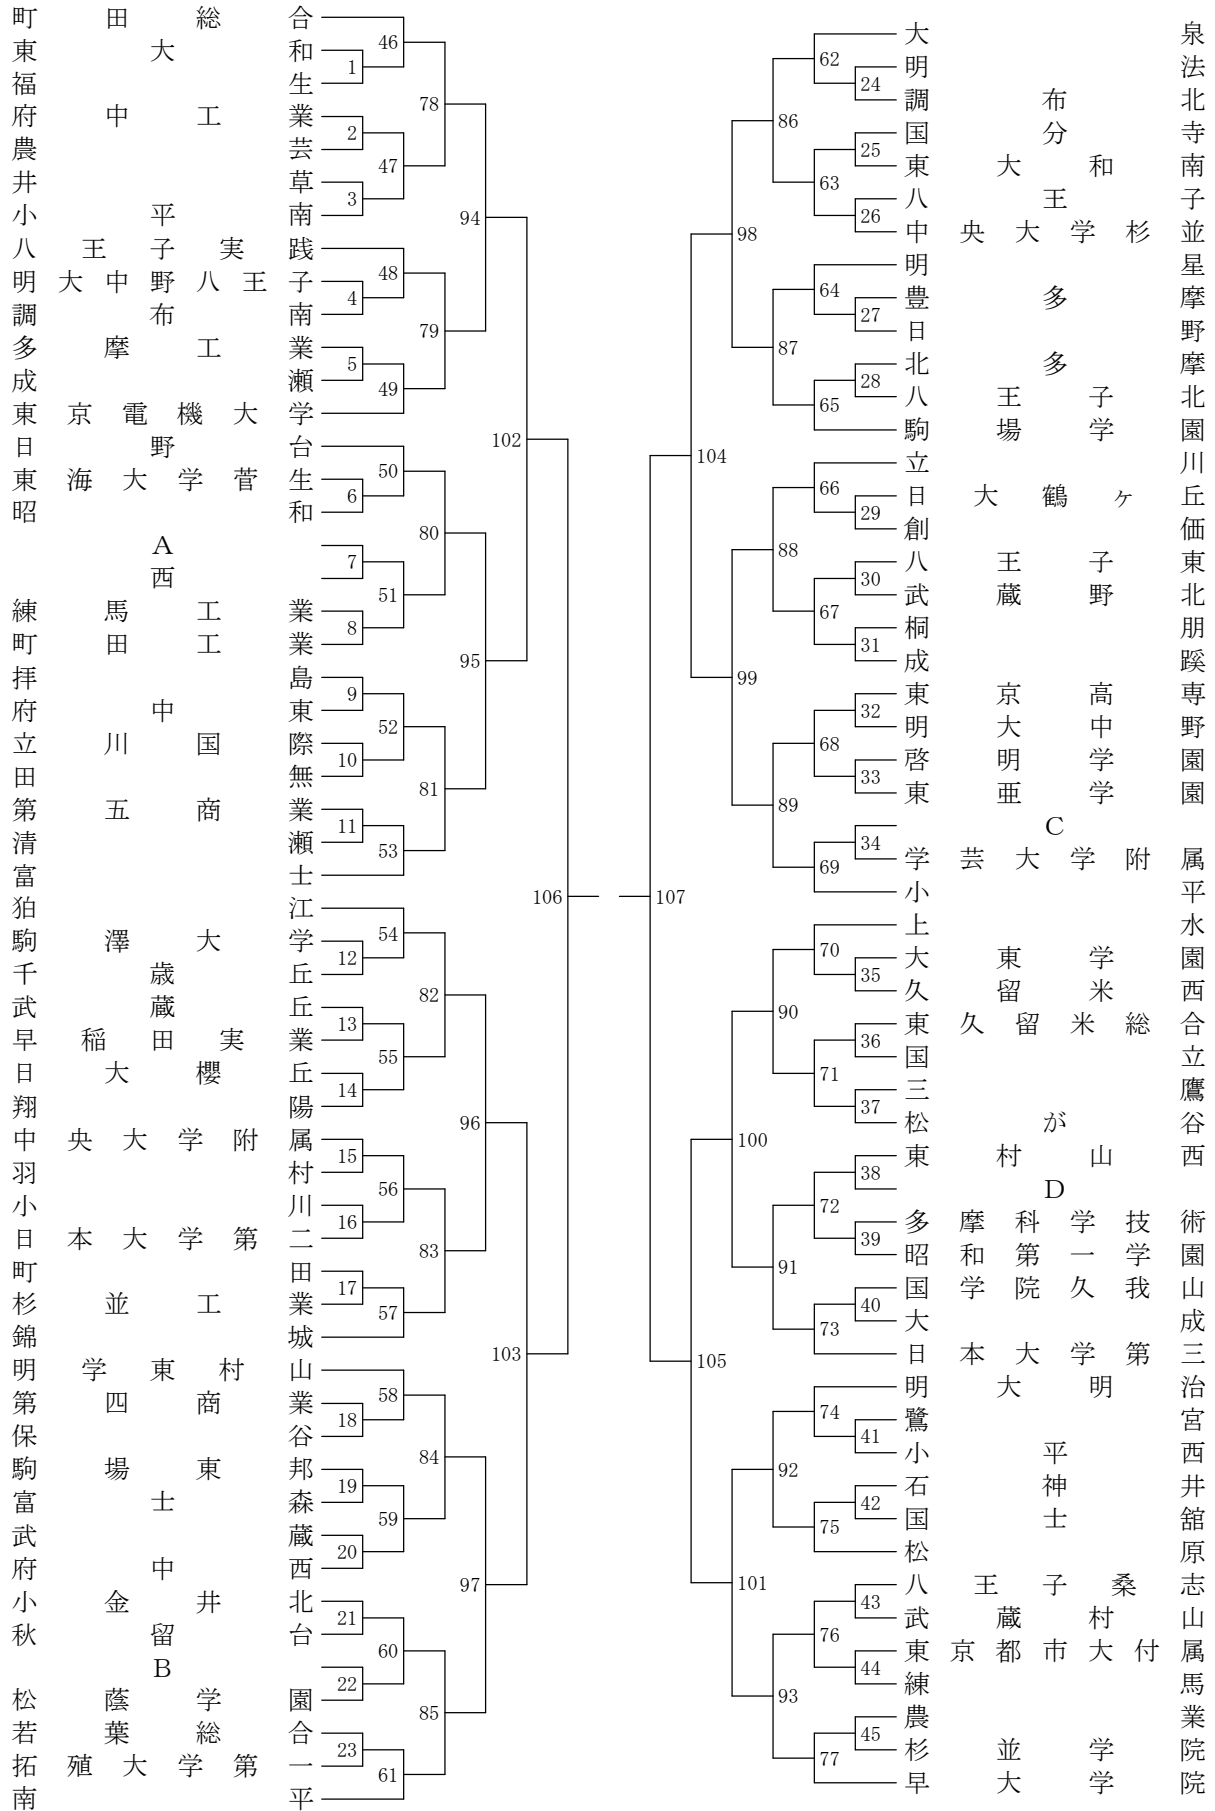 町田総合
46
東大和
1
福生
78
府中工業
2
農芸
47
井草
3
小平南
94
八王子実践
48
明大中野八王子
4
調布南
79
多摩工業
5
成瀬
49
東京電機大学
102
日野台
50
東海大学菅生
6
昭和
80
A
7
西
51
練馬工業
8
町田工業
95
拝島
9
府中東
52
立川国際
10
田無
81
第五商業
11
清瀬
53
富士
106
狛江
54
駒澤大学
12
千歳丘
82
武蔵丘
13
早稲田実業
55
日大櫻丘
14
翔陽
96
中央大学附属
15
羽村
56
小川
16
日本大学第二
83
町田
17
杉並工業
57
錦城
103
明学東村山
58
第四商業
18
保谷
84
駒場東邦
19
富士森
59
武蔵
20
府中西
97
小金井北
21
秋留台
60
B
22
松蔭学園
85
若葉総合
23
拓殖大学第一
61
南平
大泉
62
明法
24
調布北
86
国分寺
25
東大和南
63
八王子
26
中央大学杉並
98
明星
64
豊多摩
27
日野
87
北多摩
28
八王子北
65
駒場学園
104
立川
66
日大鶴ヶ丘
29
創価
88
八王子東
30
武蔵野北
67
桐朋
31
成蹊
99
東京高専
32
明大中野
68
啓明学園
33
東亜学園
89
C
34
学芸大学附属
69
小平
107
上水
70
大東学園
35
久留米西
90
東久留米総合
36
国立
71
三鷹
37
松が谷
100
東村山西
38
D
72
多摩科学技術
39
昭和第一学園
91
国学院久我山
40
大成
73
日本大学第三
105
明大明治
74
鷺宮
41
小平西
92
石神井
42
国士舘
75
松原
101
八王子桑志
43
武蔵村山
76
東京都市大付属
44
練馬
93
農業
45
杉並学院
77
早大学院